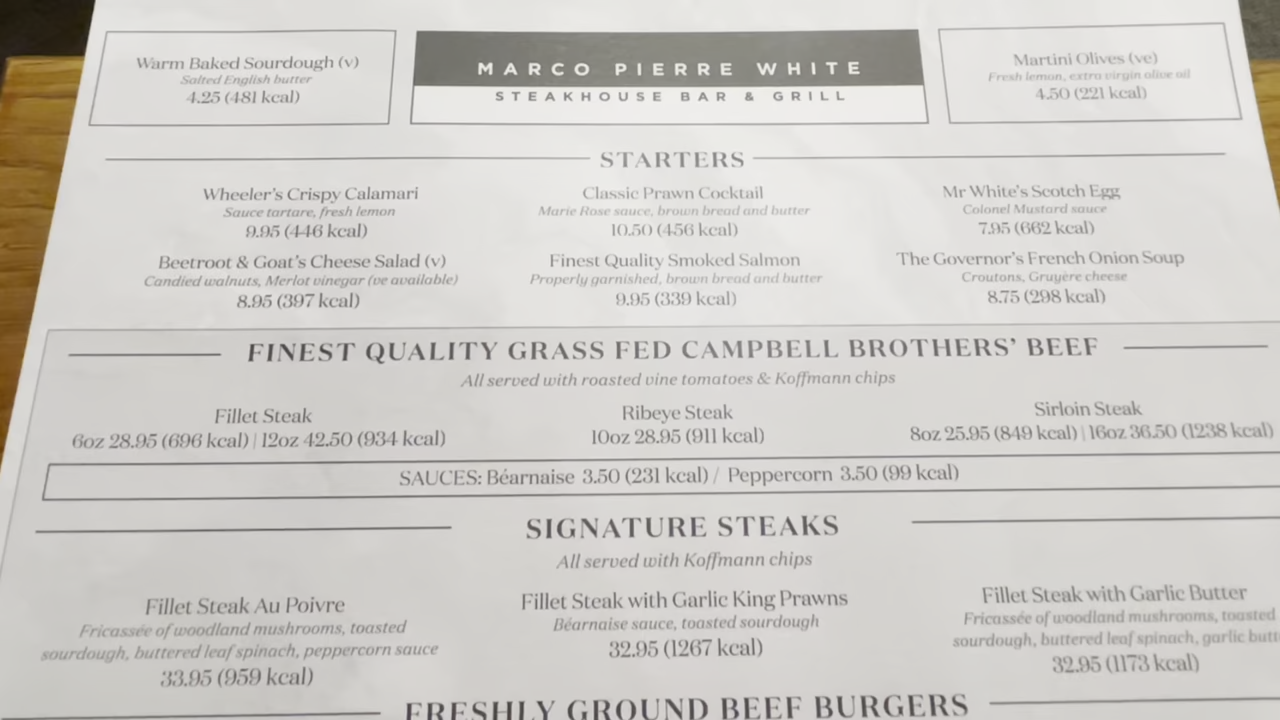 Warm Baked Sourdough (v)
Salted English butter
4.25 (481 kcal)
MARCO PIERRE WHITE
STEAKHOUSE BAR & GRILL
Martini Olives (ve)
Fresh lemon, extra virgin olive oil
4.50 (221 kcal)
STARTERS
Wheeler's Crispy Calamari
Sauce tartare, fresh lemon
9.95 (446 kcal)
Classic Prawn Cocktail
Marie Rose sauce, brown bread and butter
10.50 (456 kcal)
Mr White's Scotch Egg
Colonel Mustard sauce
7.95 (662 kcal)
Beetroot & Goat's Cheese Salad (v)
Candied walnuts, Merlot vinegar (ve available)
8.95 (397 kcal)
Finest Quality Smoked Salmon
Properly garnished, brown bread and butter
9.95 (339 kcal)
The Governor's French Onion Soup
Croutons, Gruyère cheese
8.75 (298 kcal)
FINEST QUALITY GRASS FED CAMPBELL BROTHERS' BEEF
All served with roasted vine tomatoes & Koffmann chips
Fillet Steak
6oz 28.95 (696 kcal) | 12oz 42.50 (934 kcal)
Ribeye Steak
10oz 28.95 (911 kcal)
Sirloin Steak
8oz 25.95 (849 kcal) | 16oz 36.50 (1238 kcal)
SAUCES: Béarnaise 3.50 (231 kcal) / Peppercorn 3.50 (99 kcal)
SIGNATURE STEAKS
All served with Koffmann chips
Fillet Steak Au Poivre
Fricassée of woodland mushrooms, toasted
sourdough, buttered leaf spinach, peppercorn sauce
33.95 (959 kcal)
Fillet Steak with Garlic King Prawns
Béarnaise sauce, toasted sourdough
32.95 (1267 kcal)
Fillet Steak with Garlic Butter
Fricassée of woodland mushrooms, toasted
sourdough, buttered leaf spinach, garlic butt
32.95 (1173 kcal)
FRESHLY GROUND BEEF BURGERS